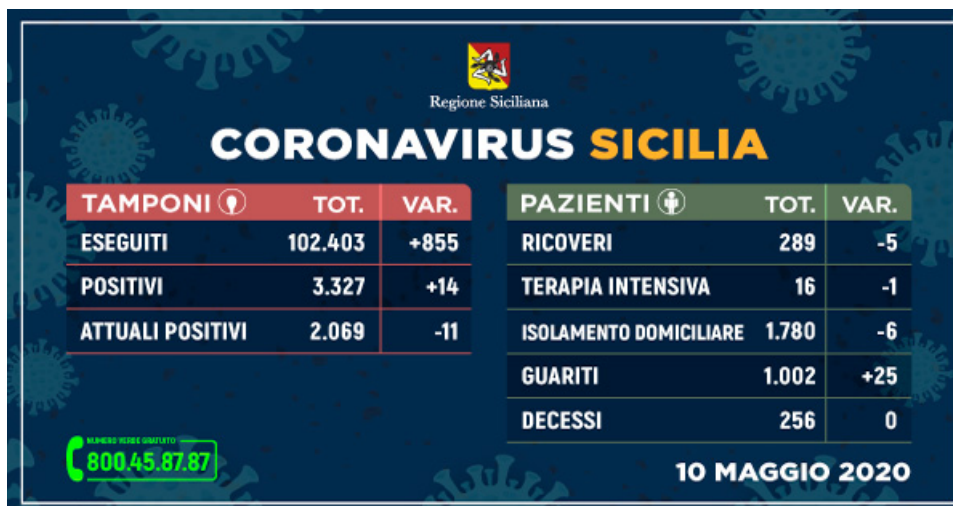 Regione Siciliana
CORONAVIRUS SICILIA
TAMPONI TOT. VAR.
ESEGUITI 102.403 +855
POSITIVI 3.327 +14
ATTUALI POSITIVI 2.069 -11
PAZIENTI TOT. VAR.
RICOVERI 289 -5
TERAPIA INTENSIVA 16 -1
ISOLAMENTO DOMICILIARE 1.780 -6
GUARITI 1.002 +25
DECESSI 256 0
NUMERO VERDE GRATUITO
800.45.87.87
10 MAGGIO 2020